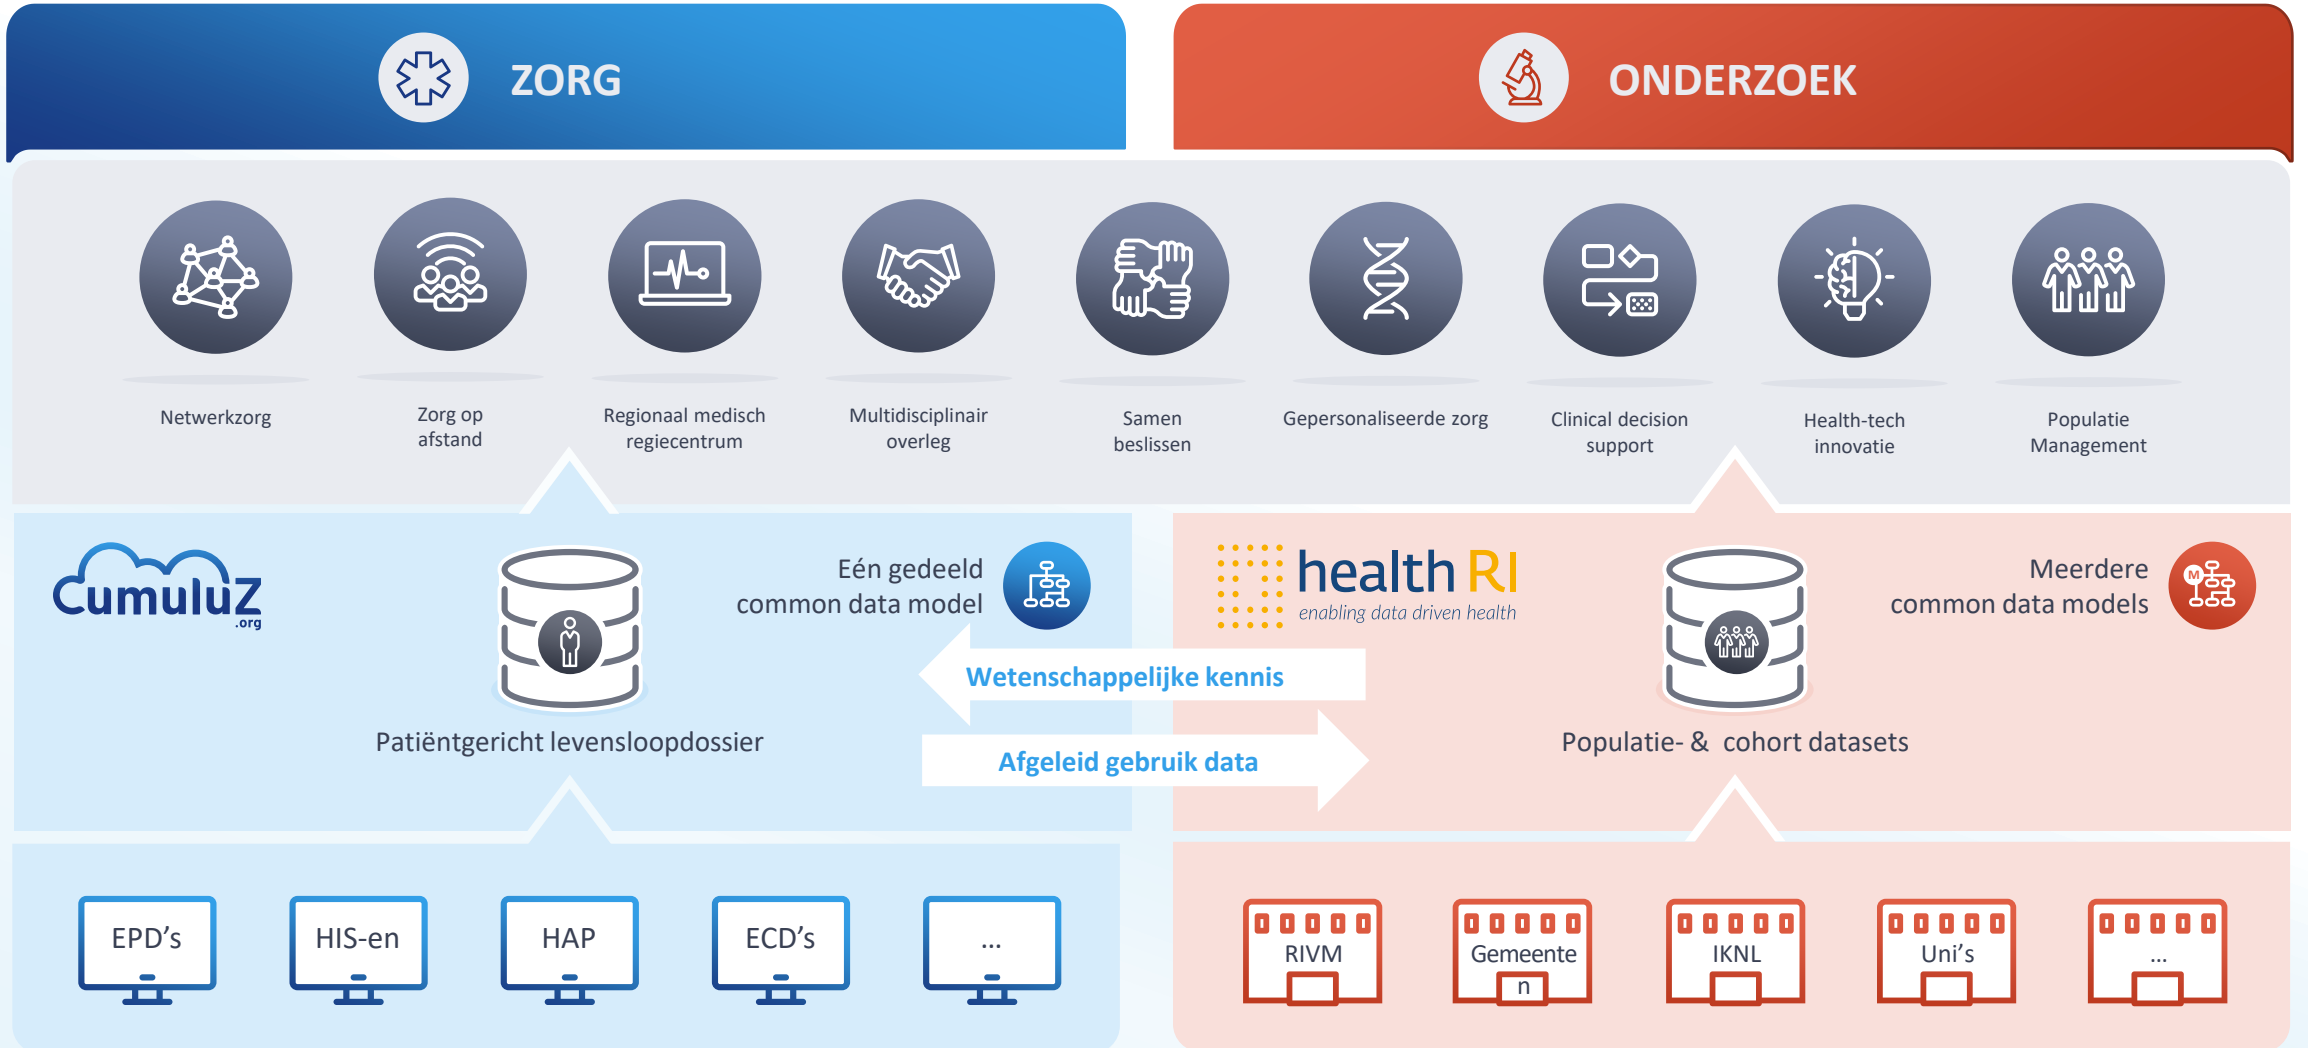 ZORG
ONDERZOEK
Netwerkzorg
Zorg op
afstand
Regionaal medisch
regiecentrum
Multidisciplinair
overleg
Samen
beslissen
Gepersonaliseerde zorg
Clinical decision
support
Health-tech
innovatie
Populatie
Management
CumuluZ
.org
Eén gedeeld
common data model
Patiëntgericht levensloopdossier
health RI
enabling data driven health
Meerdere
common data models
M
Populatie- & cohort datasets
Wetenschappelijke kennis
Afgeleid gebruik data
EPD's
HIS-en
HAP
ECD's
...
RIVM
Gemeente
n
IKNL
Uni's
...